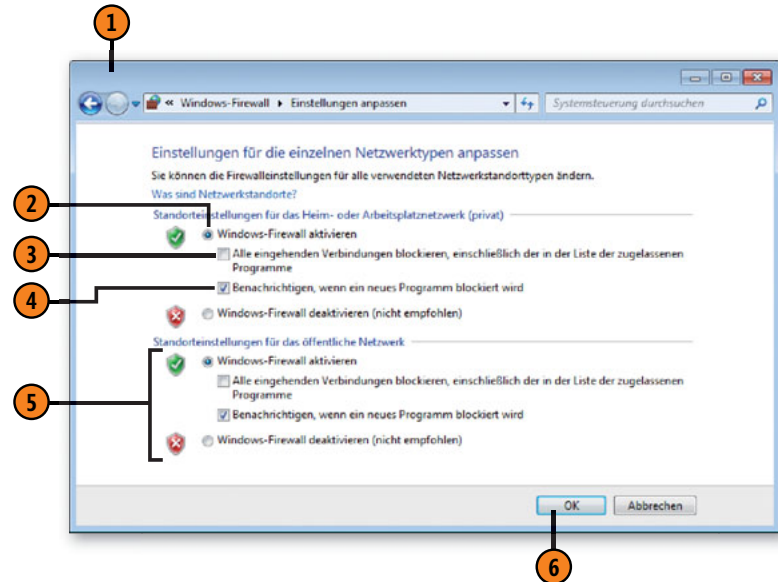 1
« Windows-Firewall ▸ Einstellungen anpassen
Systemsteuerung durchsuchen
Einstellungen für die einzelnen Netzwerktypen anpassen
Sie können die Firewalleinstellungen für alle verwendeten Netzwerkstandorttypen ändern.
Was sind Netzwerkstandorte?
2
Standorteinstellungen für das Heim- oder Arbeitsplatznetzwerk (privat)
Windows-Firewall aktivieren
3
Alle eingehenden Verbindungen blockieren, einschließlich der in der Liste der zugelassenen
Programme
4
Benachrichtigen, wenn ein neues Programm blockiert wird
Windows-Firewall deaktivieren (nicht empfohlen)
Standorteinstellungen für das öffentliche Netzwerk
Windows-Firewall aktivieren
Alle eingehenden Verbindungen blockieren, einschließlich der in der Liste der zugelassenen
Programme
5
Benachrichtigen, wenn ein neues Programm blockiert wird
Windows-Firewall deaktivieren (nicht empfohlen)
OK
Abbrechen
6